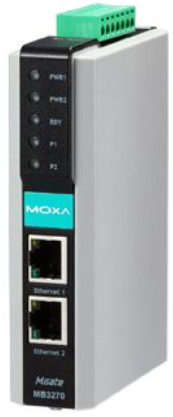 PWR1
PWR2
RDY
P1
P2
MOXA
Ethernet 1
Ethernet 2
MGate
MB3270